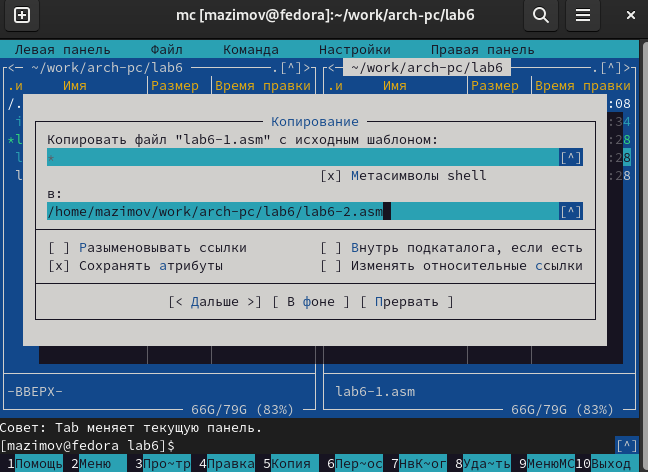 mc [mazimov@fedora]:~/work/arch-pc/lab6
Левая панель Файл Команда Настройки Правая панель
<— ~/work/arch-pc/lab6 .[^]> <— ~/work/arch-pc/lab6 .[^]>
.и Имя Размер Время правки .и Имя Размер Время правки
/. :08
Копирование
:34
Копировать файл "lab6-1.asm" с исходным шаблоном:
*l :28
* [^]
:28
[x] Метасимволы shell
:28
в:
/home/mazimov/work/arch-pc/lab6/lab6-2.asm [^]
[ ] Разыменовывать ссылки [ ] Внутрь подкаталога, если есть
[x] Сохранять атрибуты [ ] Изменять относительные ссылки
[< Дальше >] [ В фоне ] [ Прервать ]
-ВВЕРХ- lab6-1.asm
66G/79G (83%) 66G/79G (83%)
Совет: Tab меняет текущую панель.
[mazimov@fedora lab6]$ [^]
1Помощь 2Меню 3Про~тр 4Правка 5Копия 6Пер~ос 7НвК~ог 8Уда~ть 9МенюMC 10Выход